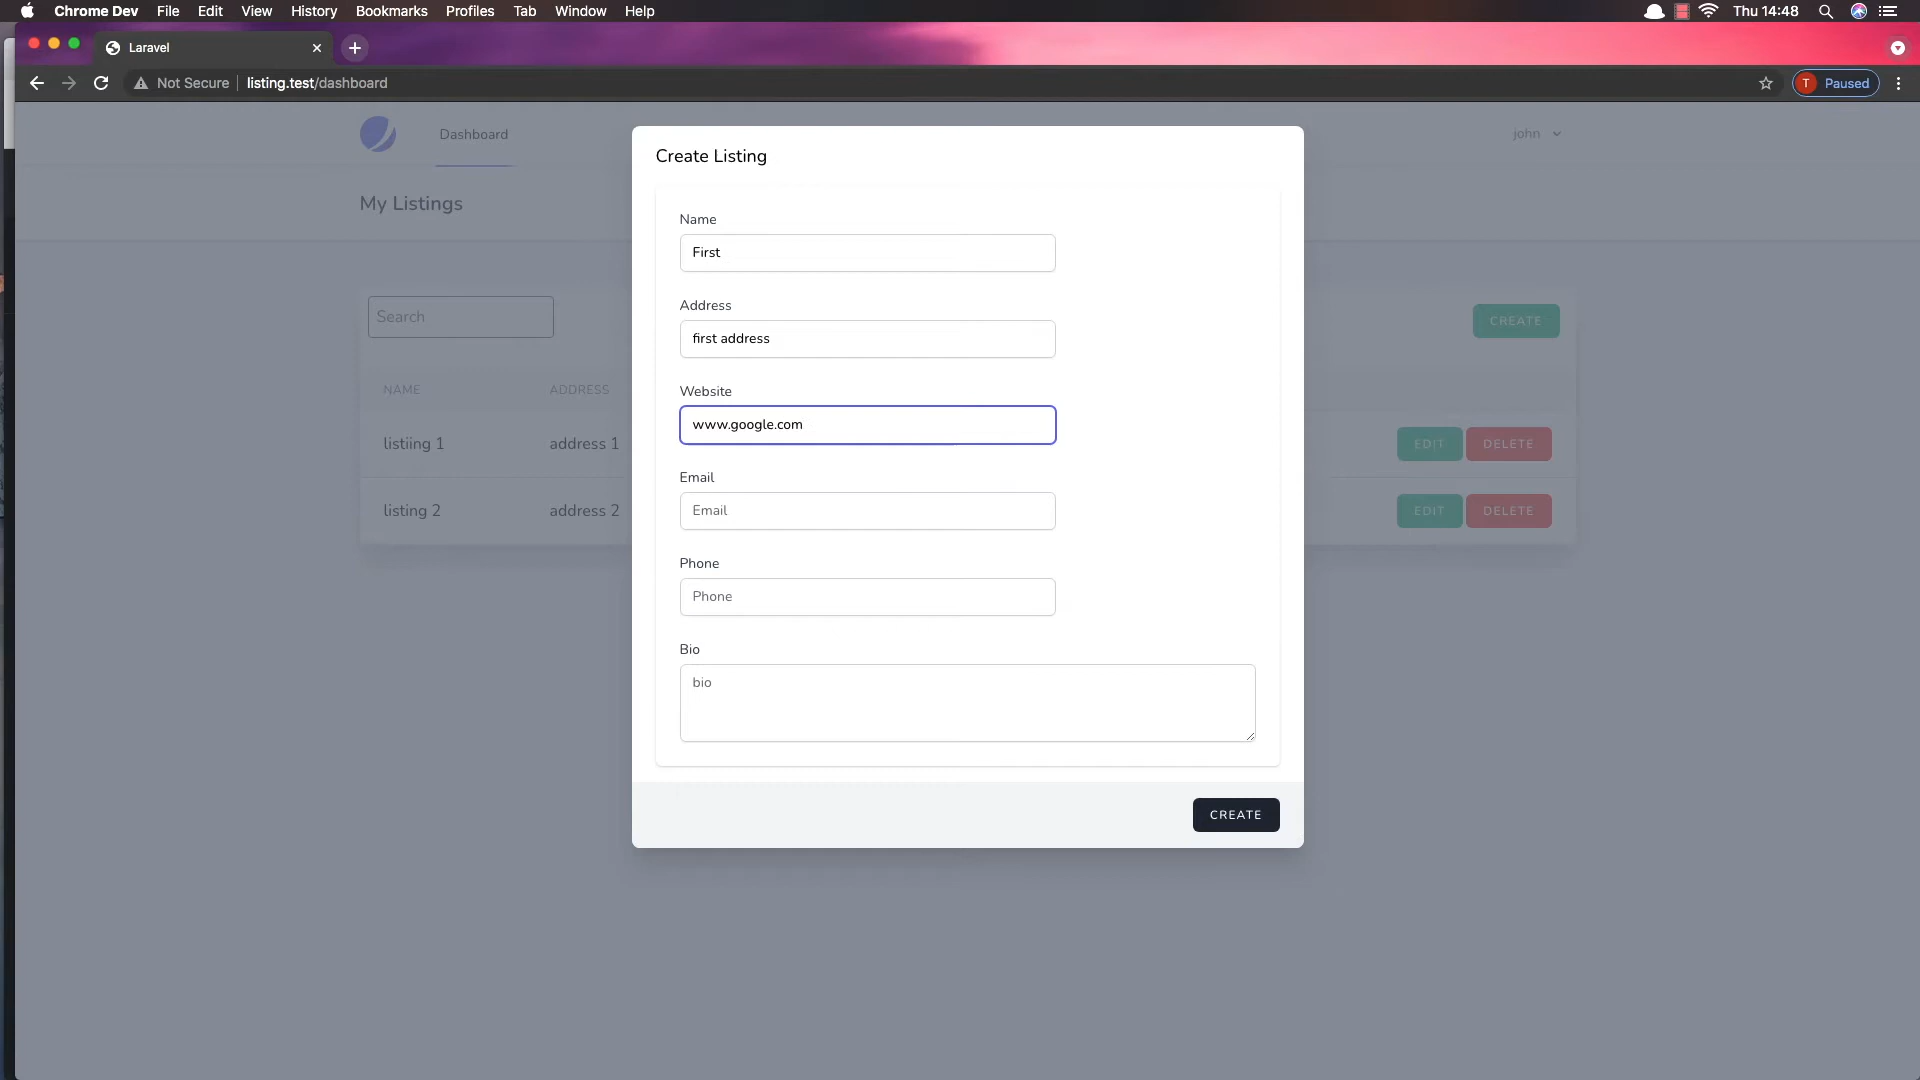 Chrome Dev File Edit View History Bookmarks Profiles Tab Window Help Thu 14:48
Laravel
Not Secure listing.test/dashboard T Paused
Dashboard john
My Listings
Search CREATE
NAME ADDRESS
listiing 1 address 1 EDIT DELETE
listing 2 address 2 EDIT DELETE
Create Listing
Name
First
Address
first address
Website
www.google.com
Email
Email
Phone
Phone
Bio
bio
CREATE